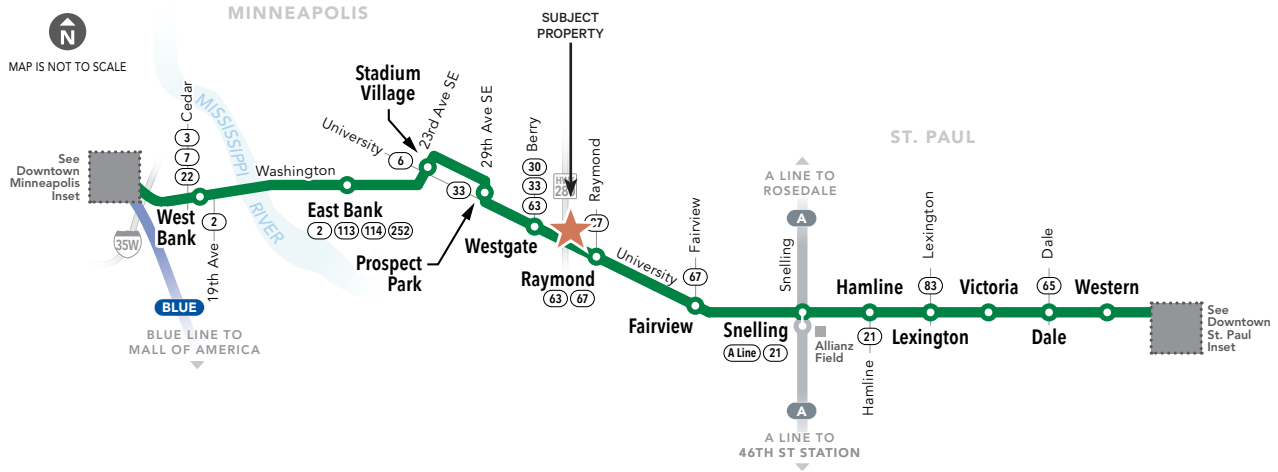 MINNEAPOLIS
N
MAP IS NOT TO SCALE
SUBJECT
PROPERTY
MISSISSIPPI
RIVER
ST. PAUL
See
Downtown
Minneapolis
Inset
35W
Cedar
3
7
22
West
Bank
2
19th Ave
BLUE
BLUE LINE TO
MALL OF AMERICA
Washington
East Bank
2 113 114 252
University
6
Stadium
Village
23rd Ave SE
33
29th Ave SE
Prospect
Park
Berry
30
33
63
Westgate
Raymond
Raymond
63 67
University
Fairview
67
Fairview
A LINE TO
ROSEDALE
A
Snelling
Snelling
A Line 21
Allianz
Field
A
A LINE TO
46TH ST STATION
Hamline
21
Hamline
Lexington
83
Lexington
Victoria
Dale
65
Dale
Western
See
Downtown
St. Paul
Inset